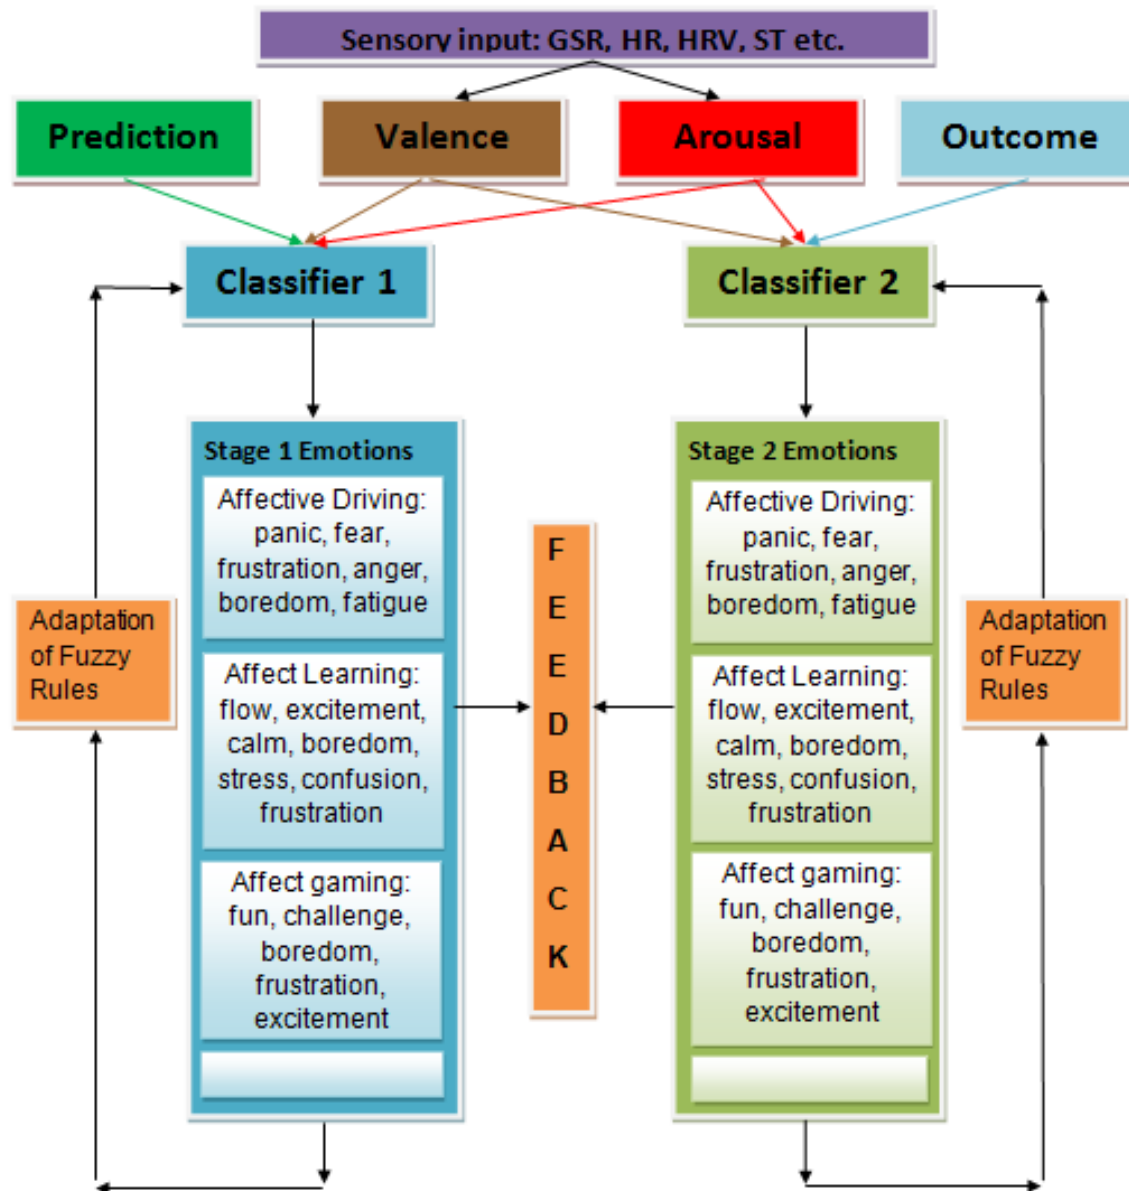 Sensory input: GSR, HR, HRV, ST etc.
Prediction
Valence
Arousal
Outcome
Classifier 1
Classifier 2
Stage 1 Emotions
Affective Driving:
panic, fear,
frustration, anger,
boredom, fatigue
Affect Learning:
flow, excitement,
calm, boredom,
stress, confusion,
frustration
Affect gaming:
fun, challenge,
boredom,
frustration,
excitement
Stage 2 Emotions
Affective Driving:
panic, fear,
frustration, anger,
boredom, fatigue
Affect Learning:
flow, excitement,
calm, boredom,
stress, confusion,
frustration
Affect gaming:
fun, challenge,
boredom,
frustration,
excitement
F
E
E
D
B
A
C
K
Adaptation
of Fuzzy
Rules
Adaptation
of Fuzzy
Rules